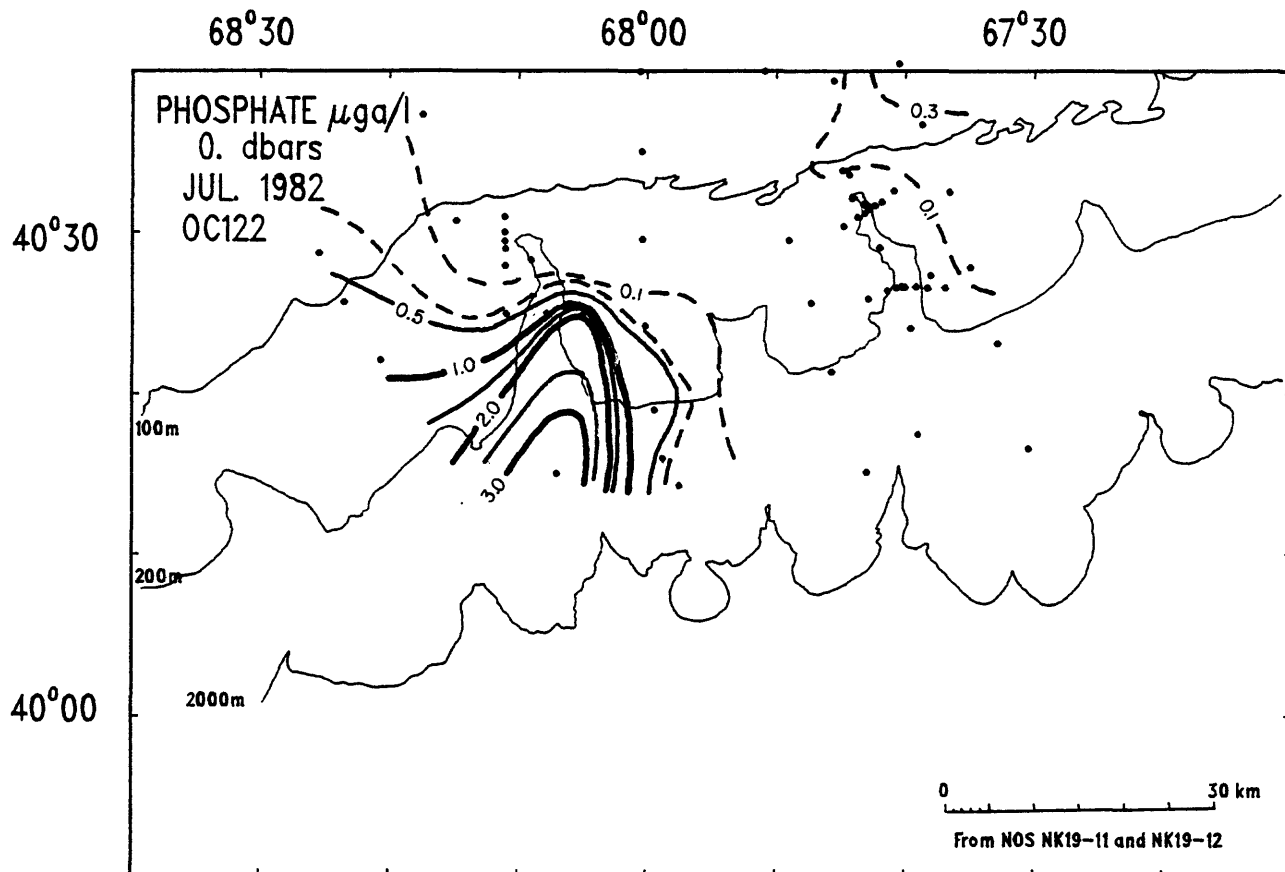 68°30 68°00 67°30
PHOSPHATE µga/l
0. dbars
JUL. 1982
OC122
0.3
40°30
0.1
0.1
0.5
1.0
2.0
100m
3.0
200m
2000m
40°00
0 30 km
From NOS NK19-11 and NK19-12